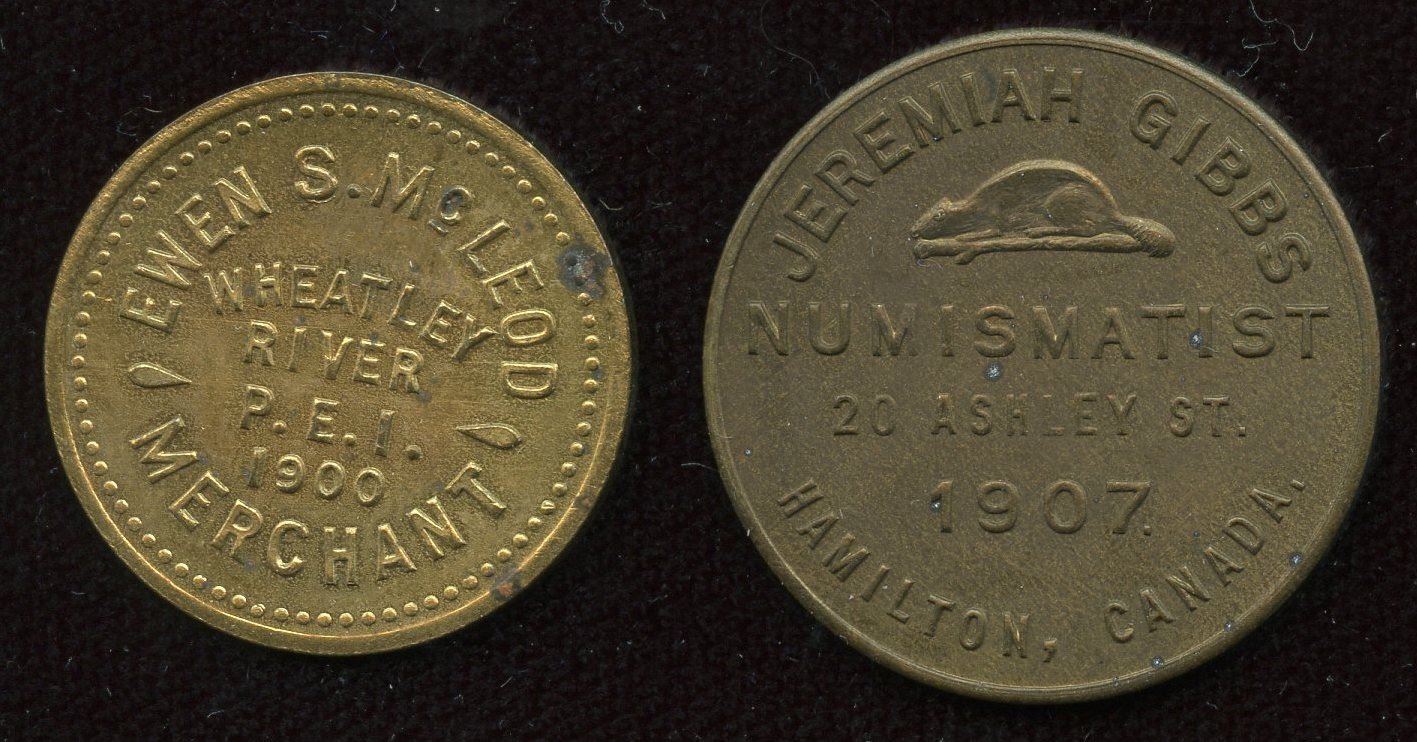 EWEN S. McLEOD
WHEATLEY
RIVER
P.E.I.
1900
MERCHANT
JEREMIAH GIBBS
NUMISMATIST
20 ASHLEY ST.
1907.
HAMILTON, CANADA.